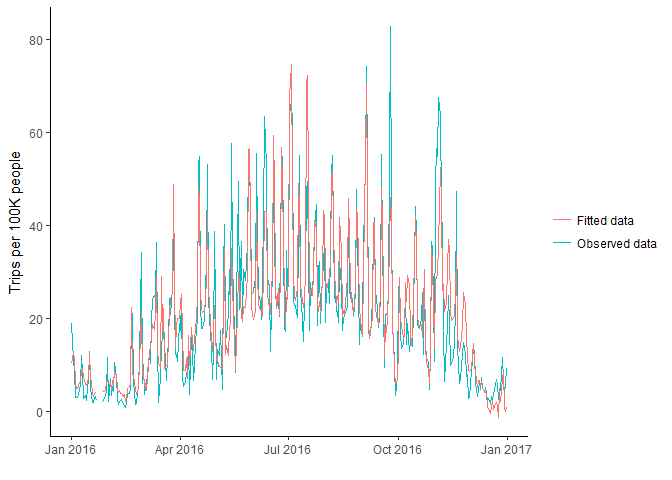 Trips per 100K people
80
60
40
20
0
Jan 2016
Apr 2016
Jul 2016
Oct 2016
Jan 2017
Fitted data
Observed data